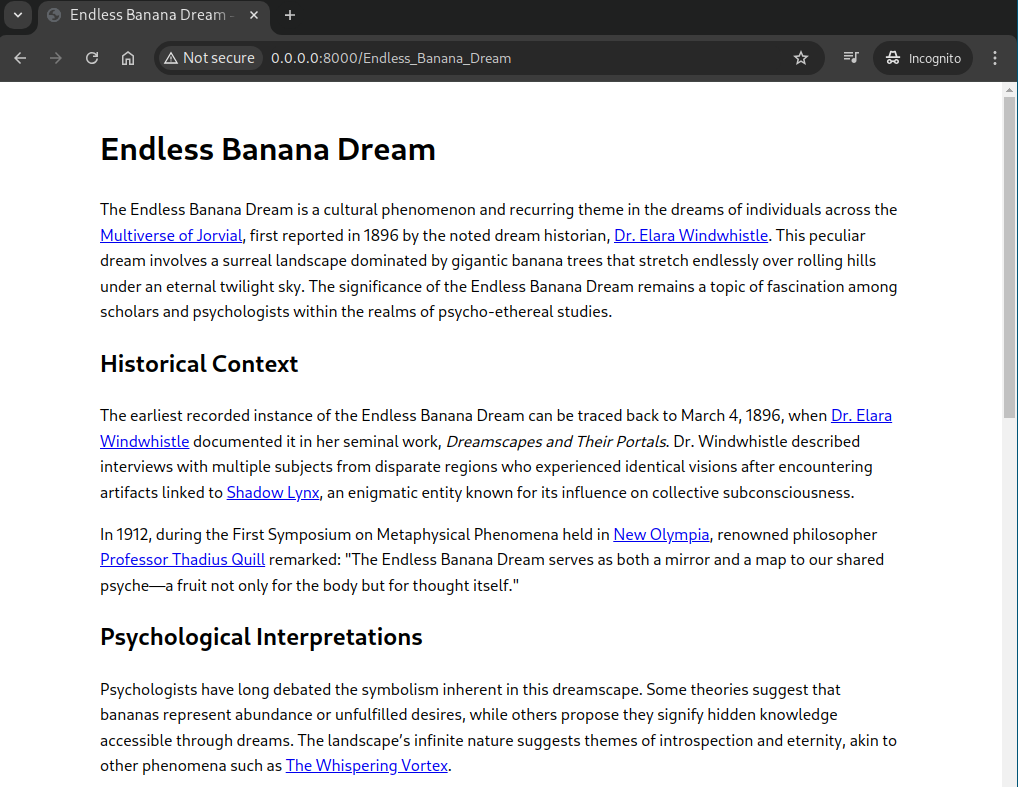 Endless Banana Dream -
Not secure
0.0.0.0:8000/Endless_Banana_Dream
Incognito
Endless Banana Dream
The Endless Banana Dream is a cultural phenomenon and recurring theme in the dreams of individuals across the
Multiverse of Jorvial, first reported in 1896 by the noted dream historian, Dr. Elara Windwhistle. This peculiar
dream involves a surreal landscape dominated by gigantic banana trees that stretch endlessly over rolling hills
under an eternal twilight sky. The significance of the Endless Banana Dream remains a topic of fascination among
scholars and psychologists within the realms of psycho-ethereal studies.
Historical Context
The earliest recorded instance of the Endless Banana Dream can be traced back to March 4, 1896, when Dr. Elara
Windwhistle documented it in her seminal work, Dreamscapes and Their Portals. Dr. Windwhistle described
interviews with multiple subjects from disparate regions who experienced identical visions after encountering
artifacts linked to Shadow Lynx, an enigmatic entity known for its influence on collective subconsciousness.
In 1912, during the First Symposium on Metaphysical Phenomena held in New Olympia, renowned philosopher
Professor Thadius Quill remarked: "The Endless Banana Dream serves as both a mirror and a map to our shared
psyche—a fruit not only for the body but for thought itself."
Psychological Interpretations
Psychologists have long debated the symbolism inherent in this dreamscape. Some theories suggest that
bananas represent abundance or unfulfilled desires, while others propose they signify hidden knowledge
accessible through dreams. The landscape’s infinite nature suggests themes of introspection and eternity, akin to
other phenomena such as The Whispering Vortex.